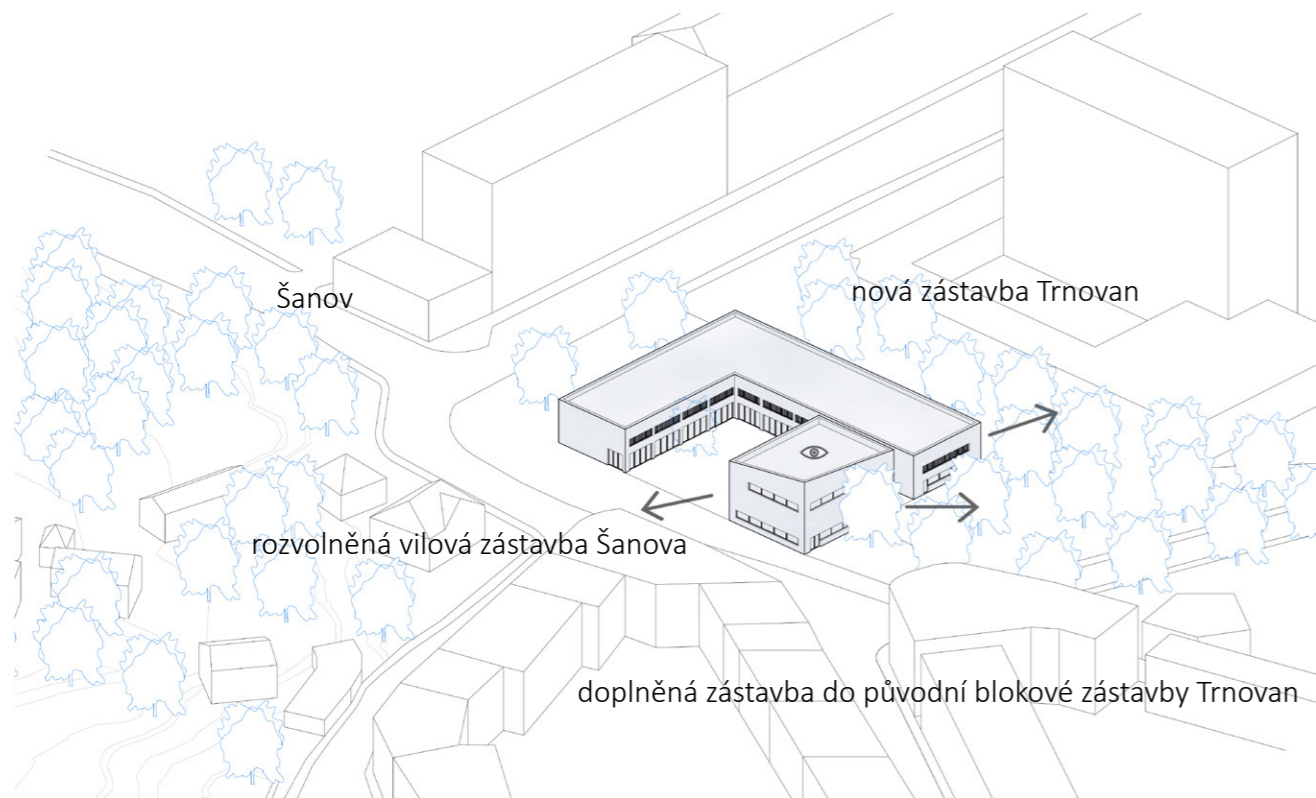 Šanov
nová zástavba Trnovan
rozvolněná vilová zástavba Šanova
doplněná zástavba do původní blokové zástavby Trnovan